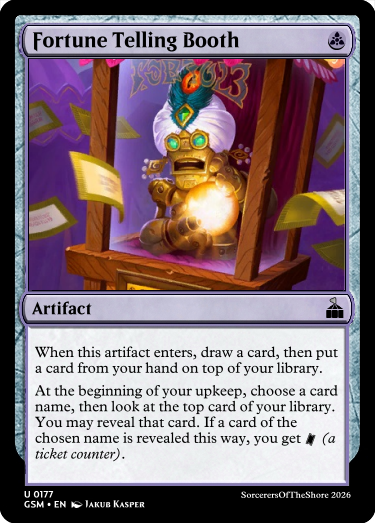 Fortune Telling Booth
Artifact
When this artifact enters, draw a card, then put
a card from your hand on top of your library.
At the beginning of your upkeep, choose a card
name, then look at the top card of your library.
You may reveal that card. If a card of the
chosen name is revealed this way, you get (a
ticket counter).
U 0177
GSM • EN Jakub Kasper
SorcerersOfTheShore 2026